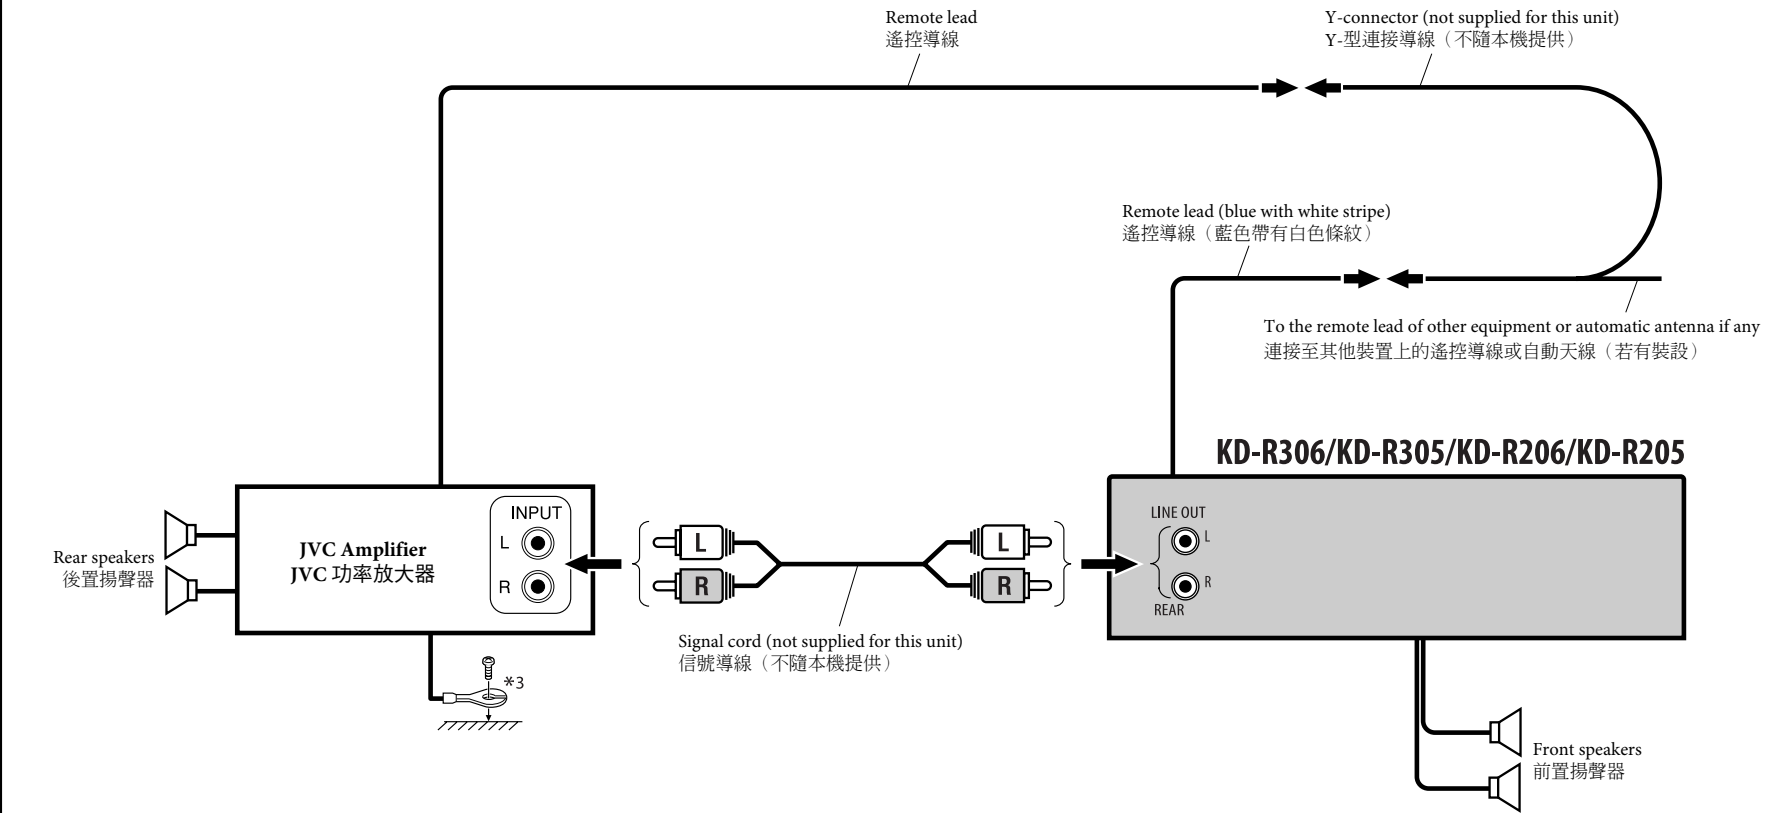 Remote lead
遙控導線
Y-connector (not supplied for this unit)
Y-型連接導線（不隨本機提供）
Remote lead (blue with white stripe)
遙控導線（藍色帶有白色條紋）
To the remote lead of other equipment or automatic antenna if any
連接至其他裝置上的遙控導線或自動天線（若有裝設）
KD-R306/KD-R305/KD-R206/KD-R205
Rear speakers
後置揚聲器
JVC Amplifier
JVC 功率放大器
INPUT
L
R
L
R
L
R
LINE OUT
L
R
REAR
Signal cord (not supplied for this unit)
信號導線（不隨本機提供）
*3
Front speakers
前置揚聲器